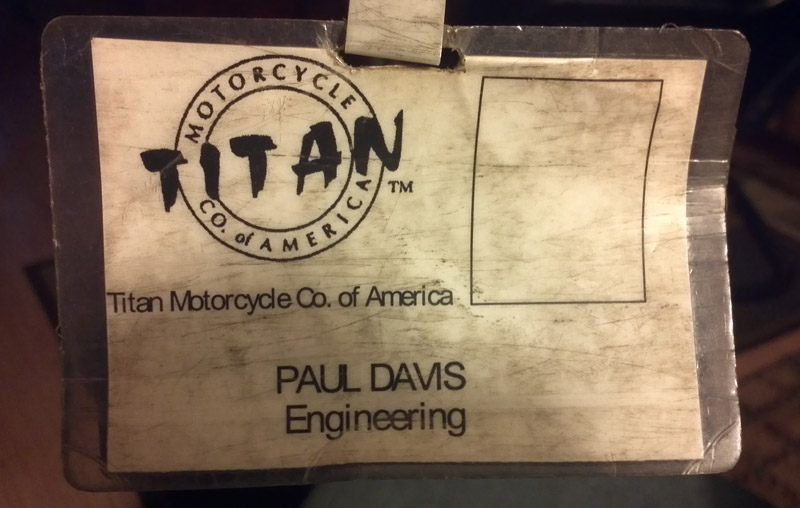 MOTORCYCLE
TITAN
TM
CO. of AMERICA
Titan Motorcycle Co. of America
PAUL DAVIS
Engineering